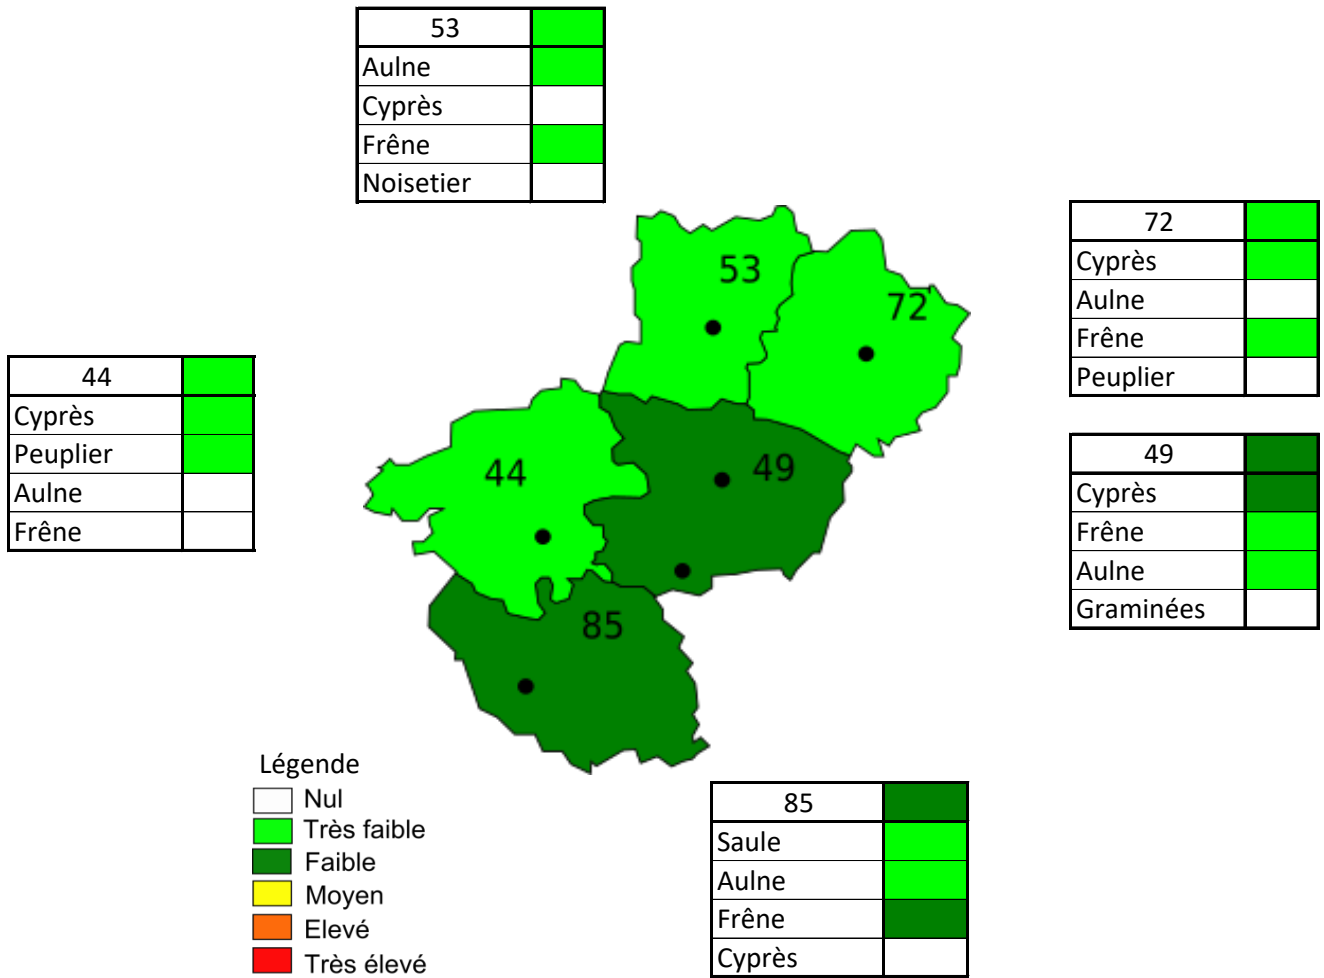 53
Aulne
Cyprès
Frêne
Noisetier
53
72
72
Cyprès
Aulne
Frêne
Peuplier
44
Cyprès
Peuplier
Aulne
Frêne
44
49
49
Cyprès
Frêne
Aulne
Graminées
85
Légende
Nul
Très faible
Faible
Moyen
Elevé
Très élevé
85
Saule
Aulne
Frêne
Cyprès